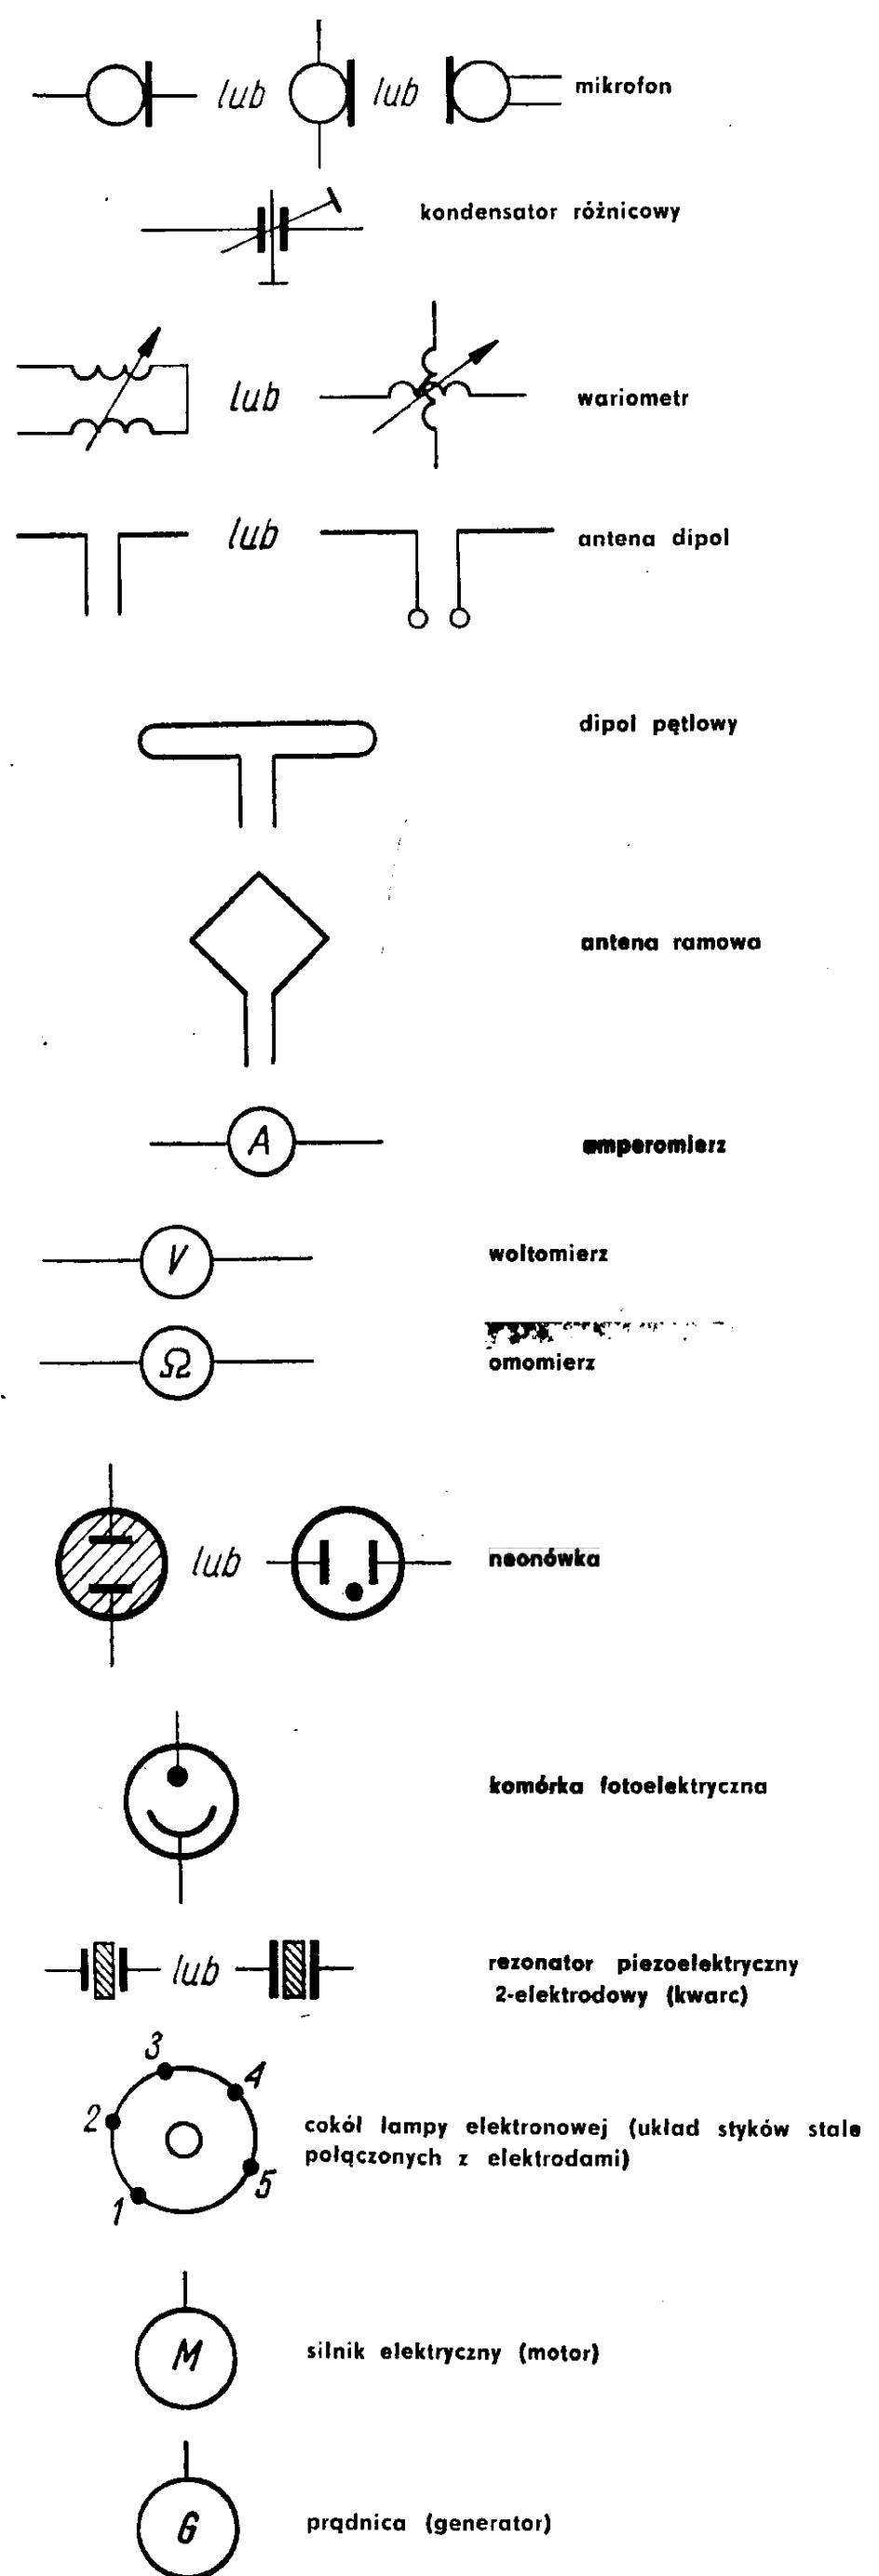 lub lub mikrofon
kondensator różnicowy
lub wariometr
lub antena dipol
dipol pętlowy
antena ramowa
A amperomierz
V woltomierz
Ω omomierz
lub neonówka
komórka fotoelektryczna
lub rezonator piezoelektryczny
2-elektrodowy (kwarc)
3
4
2 cokół lampy elektronowej (układ styków stale
połączonych z elektrodami)
5
1
M silnik elektryczny (motor)
G prądnica (generator)